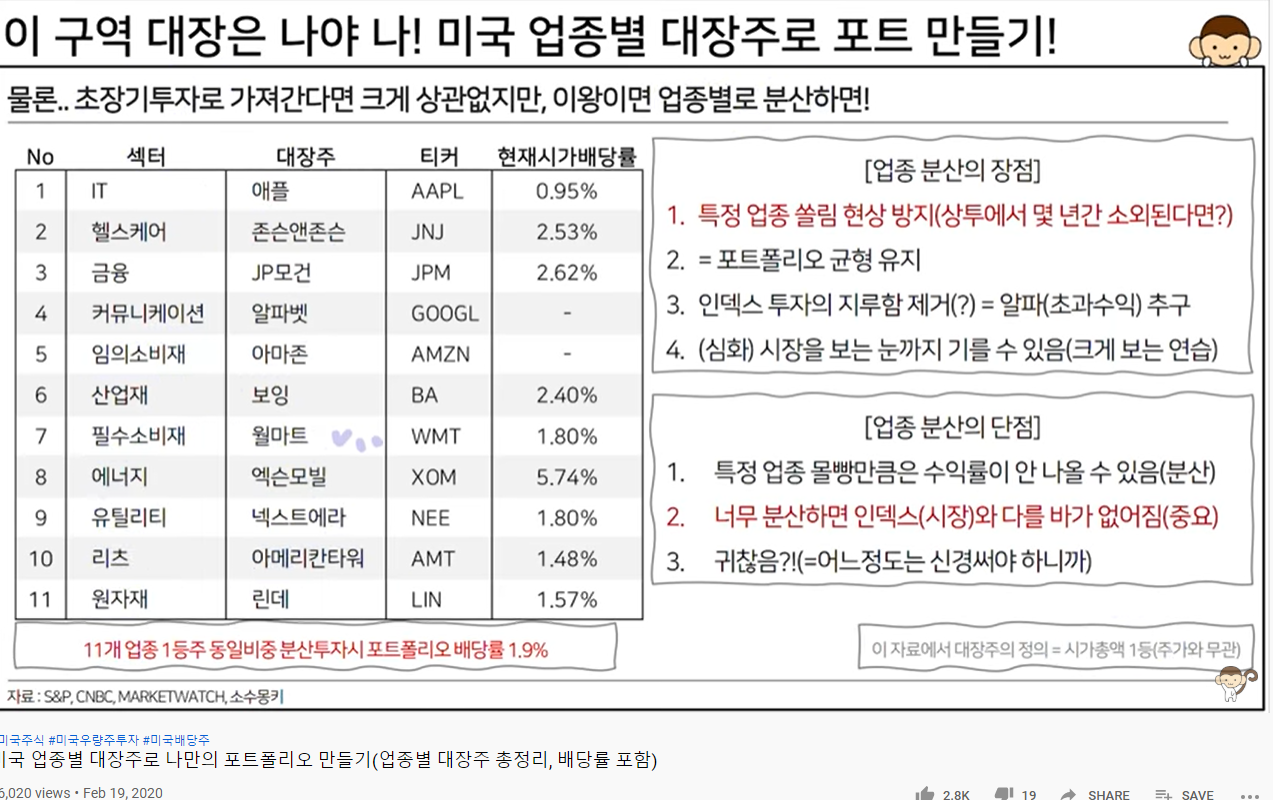 이 구역 대장은 나야 나! 미국 업종별 대장주로 포트 만들기!
물론.. 초장기투자로 가져간다면 크게 상관없지만, 이왕이면 업종별로 분산하면!
No 섹터 대장주 티커 현재시가배당률
1 IT 애플 AAPL 0.95%
2 헬스케어 존슨앤존슨 JNJ 2.53%
3 금융 JP모건 JPM 2.62%
4 커뮤니케이션 알파벳 GOOGL -
5 임의소비재 아마존 AMZN -
6 산업재 보잉 BA 2.40%
7 필수소비재 월마트 WMT 1.80%
8 에너지 엑슨모빌 XOM 5.74%
9 유틸리티 넥스트에라 NEE 1.80%
10 리츠 아메리칸타워 AMT 1.48%
11 원자재 린데 LIN 1.57%
11개 업종 1등주 동일비중 분산투자시 포트폴리오 배당률 1.9%
[업종 분산의 장점]
1. 특정 업종 쏠림 현상 방지(상투에서 몇 년간 소외된다면?)
2. = 포트폴리오 균형 유지
3. 인덱스 투자의 지루함 제거(?) = 알파(초과수익) 추구
4. (심화) 시장을 보는 눈까지 기를 수 있음(크게 보는 연습)
[업종 분산의 단점]
1. 특정 업종 몰빵만큼은 수익률이 안 나올 수 있음(분산)
2. 너무 분산하면 인덱스(시장)와 다를 바가 없어짐(중요)
3. 귀찮음?!(=어느정도는 신경써야 하니까)
이 자료에서 대장주의 정의 = 시가총액 1등(주가와 무관)
자료 : S&P, CNBC, MARKETWATCH, 소수몽키
미국주식 #미국우량주투자 #미국배당주
미국 업종별 대장주로 나만의 포트폴리오 만들기(업종별 대장주 총정리, 배당률 포함)
6,020 views • Feb 19, 2020
2.8K 19 SHARE SAVE